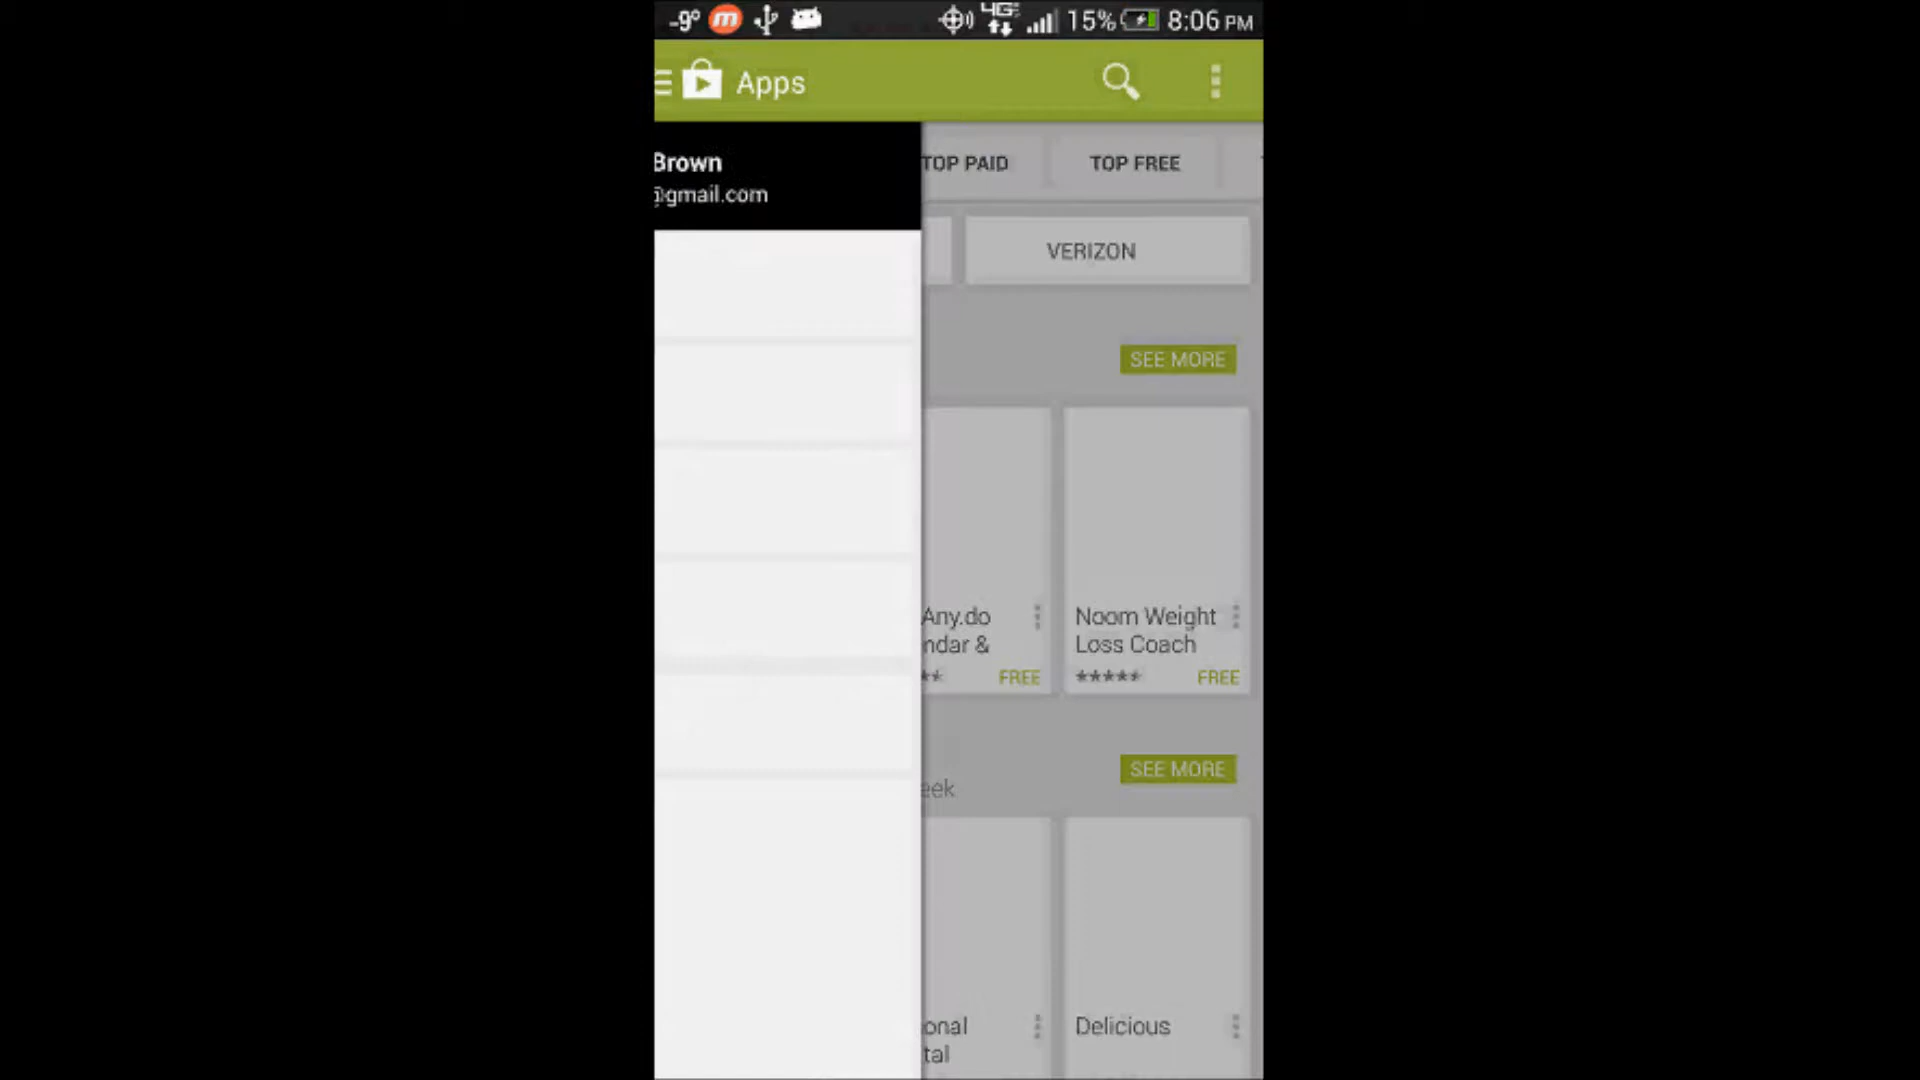 -9° m 4G 15% 8:06 PM
Apps
Brown
@gmail.com
TOP PAID TOP FREE
VERIZON
SEE MORE
Any.do
ndar &
FREE
Noom Weight
Loss Coach
FREE
SEE MORE
eek
onal
tal
Delicious